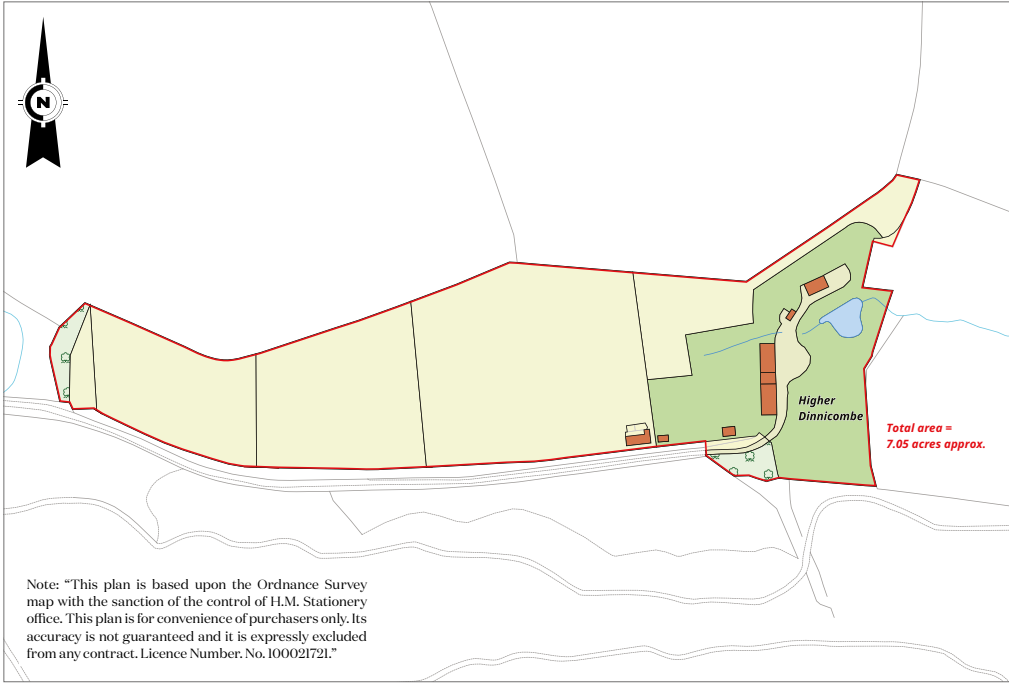 N
Higher
Dinnicombe
Total area =
7.05 acres approx.
Note: “This plan is based upon the Ordnance Survey
map with the sanction of the control of H.M. Stationery
office. This plan is for convenience of purchasers only. Its
accuracy is not guaranteed and it is expressly excluded
from any contract. Licence Number. No. 100021721.”